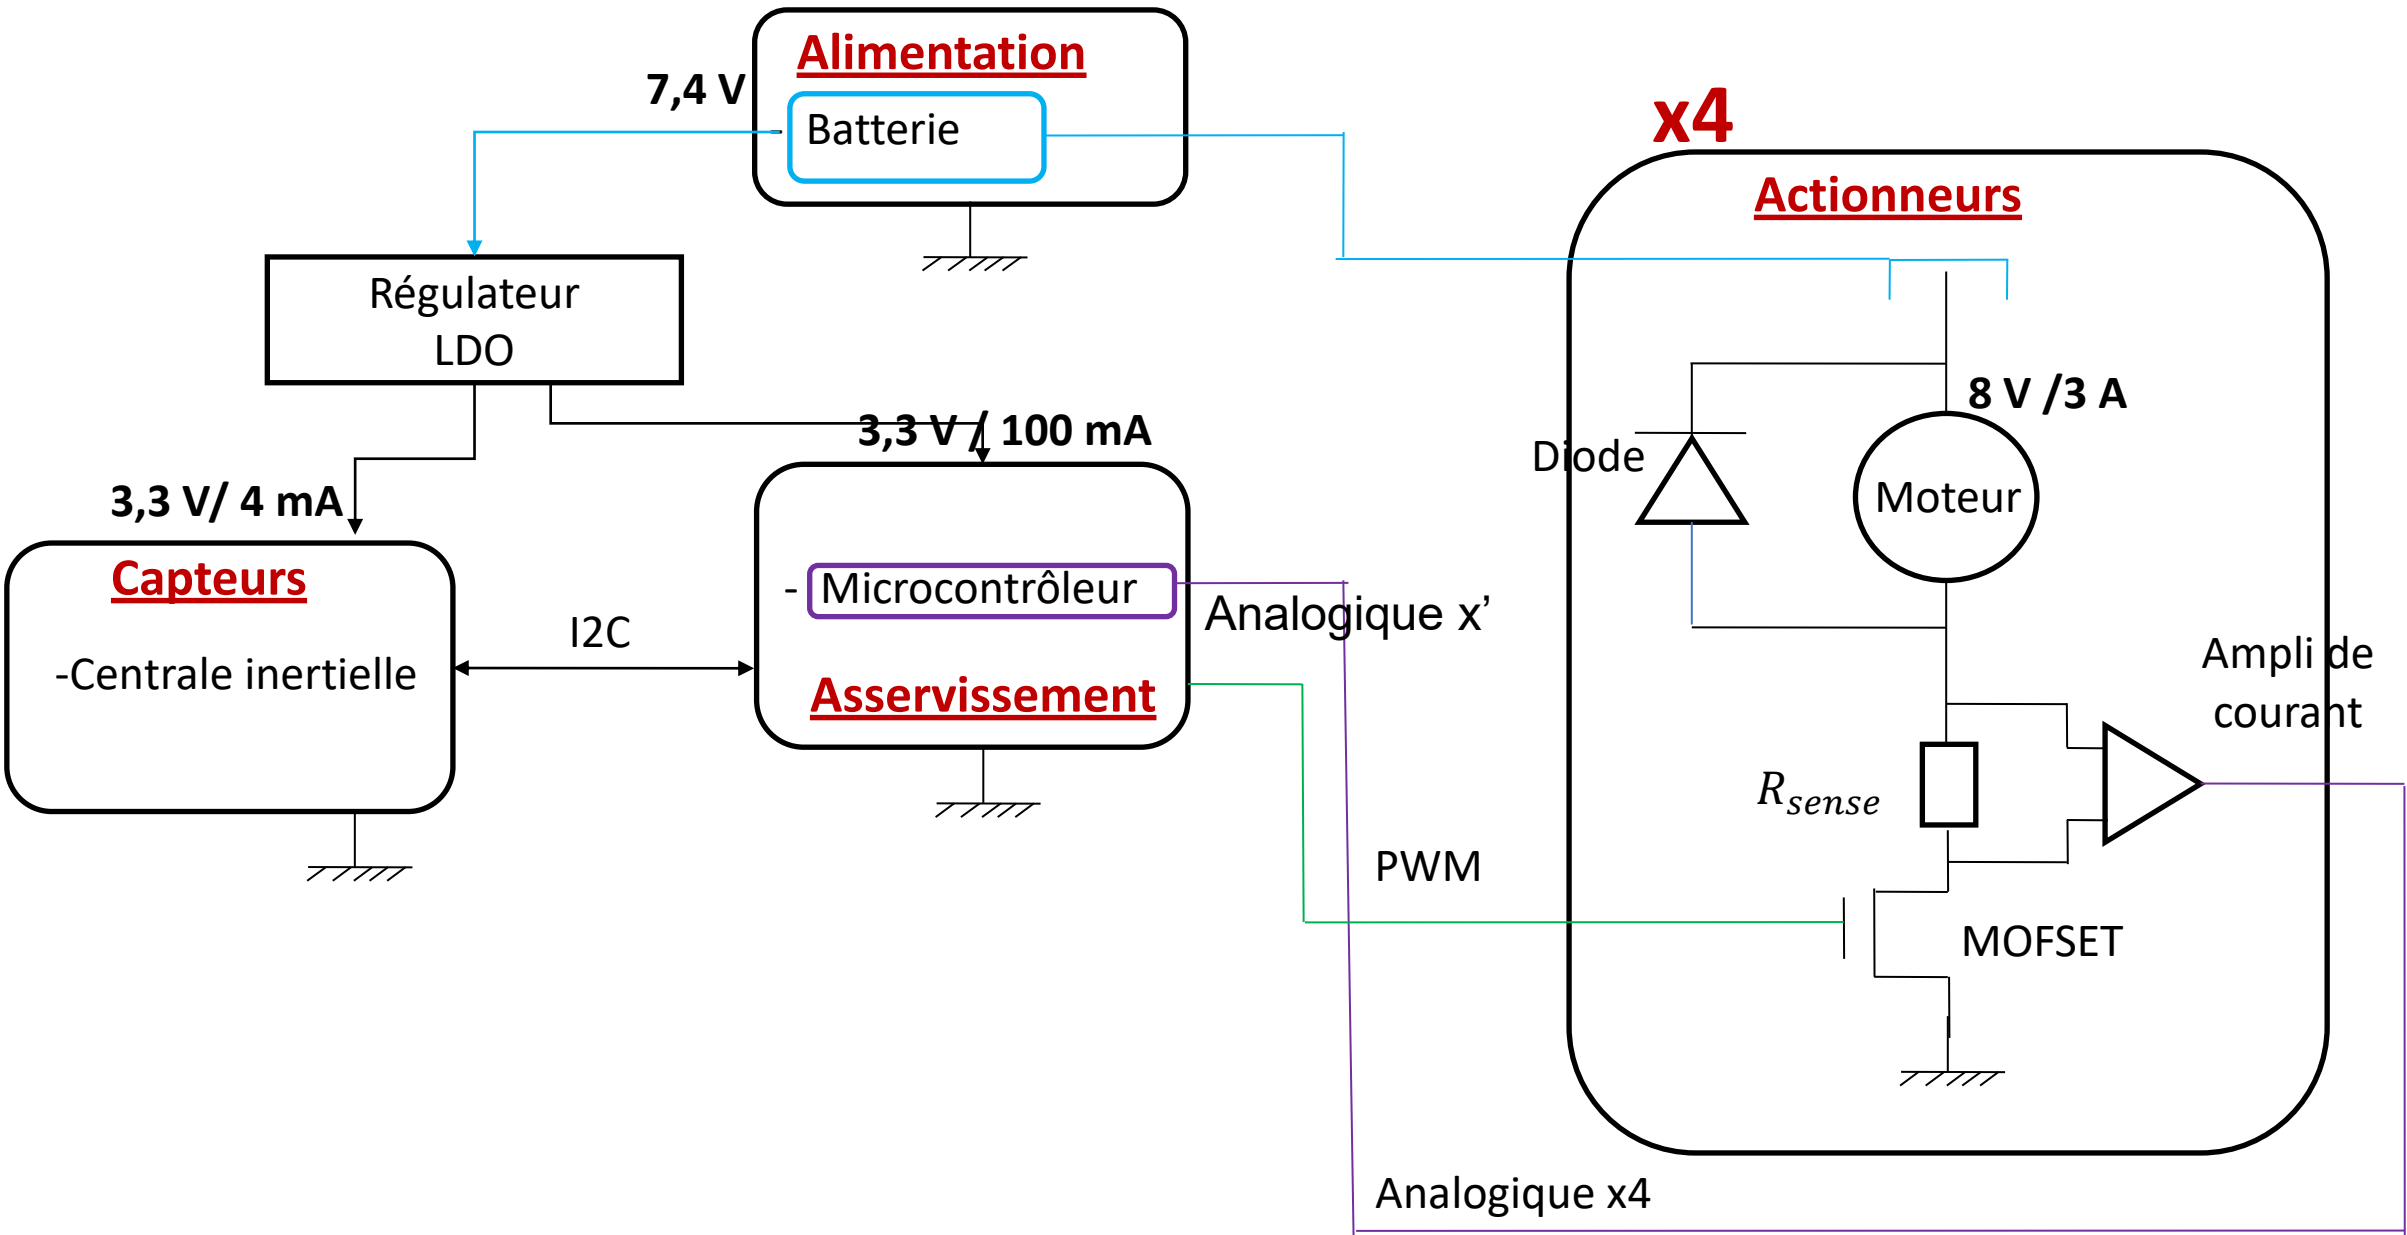 Alimentation
7,4 V
- Batterie
x4
Actionneurs
Régulateur
LDO
8 V /3 A
3,3 V / 100 mA
Diode
Moteur
3,3 V/ 4 mA
Capteurs
- Microcontrôleur
Analogique x’
I2C
-Centrale inertielle
Asservissement
Ampli de
courant
R_sense
PWM
MOFSET
Analogique x4